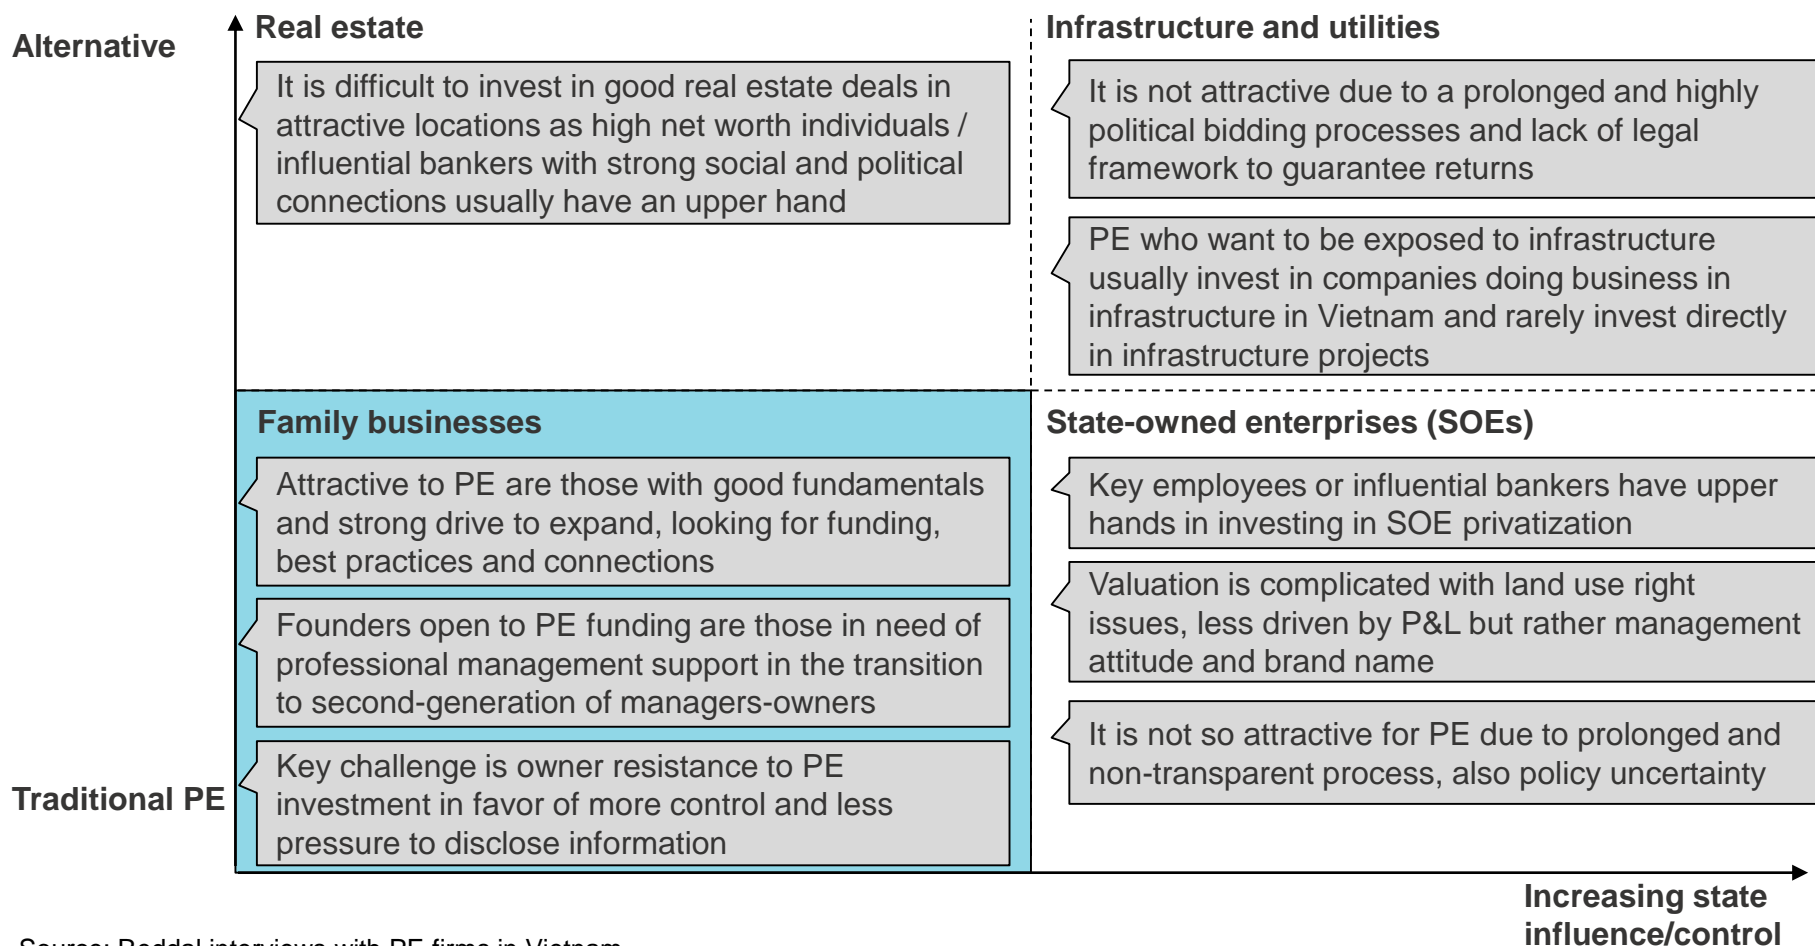 Alternative
Real estate
It is difficult to invest in good real estate deals in
attractive locations as high net worth individuals /
influential bankers with strong social and political
connections usually have an upper hand
Infrastructure and utilities
It is not attractive due to a prolonged and highly
political bidding processes and lack of legal
framework to guarantee returns
PE who want to be exposed to infrastructure
usually invest in companies doing business in
infrastructure in Vietnam and rarely invest directly
in infrastructure projects
Family businesses
Attractive to PE are those with good fundamentals
and strong drive to expand, looking for funding,
best practices and connections
Founders open to PE funding are those in need of
professional management support in the transition
to second-generation of managers-owners
Key challenge is owner resistance to PE
investment in favor of more control and less
pressure to disclose information
State-owned enterprises (SOEs)
Key employees or influential bankers have upper
hands in investing in SOE privatization
Valuation is complicated with land use right
issues, less driven by P&L but rather management
attitude and brand name
It is not so attractive for PE due to prolonged and
non-transparent process, also policy uncertainty
Traditional PE
Increasing state
influence/control
Source: Reddal interviews with PE firms in Vietnam